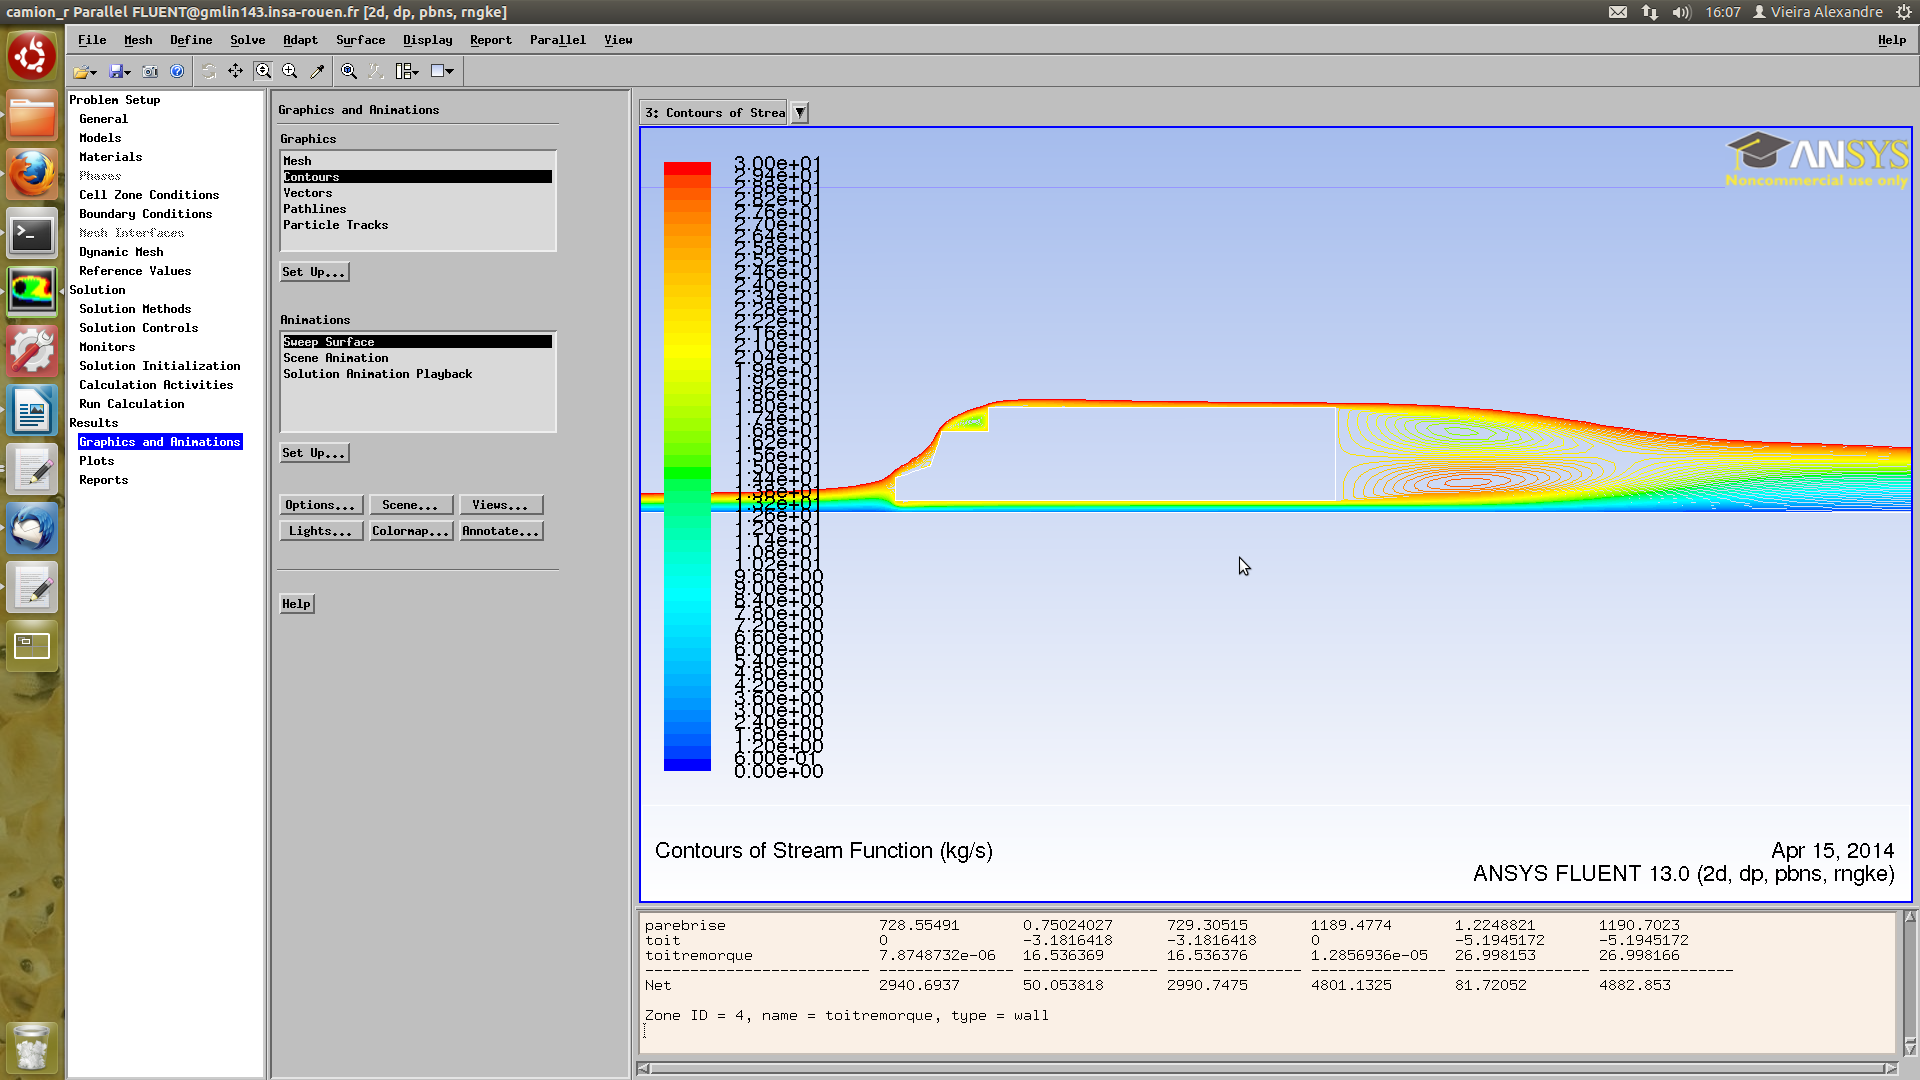 camion_r Parallel FLUENT@gmlin143.insa-rouen.fr [2d, dp, pbns, rngke]
16:07 Vieira Alexandre
File Mesh Define Solve Adapt Surface Display Report Parallel View Help
Problem Setup
General
Models
Materials
Phases
Cell Zone Conditions
Boundary Conditions
Mesh Interfaces
Dynamic Mesh
Reference Values
Solution
Solution Methods
Solution Controls
Monitors
Solution Initialization
Calculation Activities
Run Calculation
Results
Graphics and Animations
Plots
Reports
Graphics and Animations
Graphics
Mesh
Contours
Vectors
Pathlines
Particle Tracks
Set Up...
Animations
Sweep Surface
Scene Animation
Solution Animation Playback
Set Up...
Options... Scene... Views...
Lights... Colormap... Annotate...
Help
3: Contours of Strea
ANSYS
Noncommercial use only
3.00e+01
2.94e+01
2.88e+01
2.82e+01
2.76e+01
2.70e+01
2.64e+01
2.58e+01
2.52e+01
2.46e+01
2.40e+01
2.34e+01
2.28e+01
2.22e+01
2.16e+01
2.10e+01
2.04e+01
1.98e+01
1.92e+01
1.86e+01
1.80e+01
1.74e+01
1.68e+01
1.62e+01
1.56e+01
1.50e+01
1.44e+01
1.38e+01
1.32e+01
1.26e+01
1.20e+01
1.14e+01
1.08e+01
1.02e+01
9.60e+00
9.00e+00
8.40e+00
7.80e+00
7.20e+00
6.60e+00
6.00e+00
5.40e+00
4.80e+00
4.20e+00
3.60e+00
3.00e+00
2.40e+00
1.80e+00
1.20e+00
6.00e-01
0.00e+00
Contours of Stream Function (kg/s)
Apr 15, 2014
ANSYS FLUENT 13.0 (2d, dp, pbns, rngke)
parebrise 728.55491 0.75024027 729.30515 1189.4774 1.2248821 1190.7023
toit 0 -3.1816418 -3.1816418 0 -5.1945172 -5.1945172
toitremorque 7.8748732e-06 16.536369 16.536376 1.2856936e-05 26.998153 26.998166
------------------------- --------------- --------------- --------------- --------------- --------------- ---------------
Net 2940.6937 50.053818 2990.7475 4801.1325 81.72052 4882.853
Zone ID = 4, name = toitremorque, type = wall